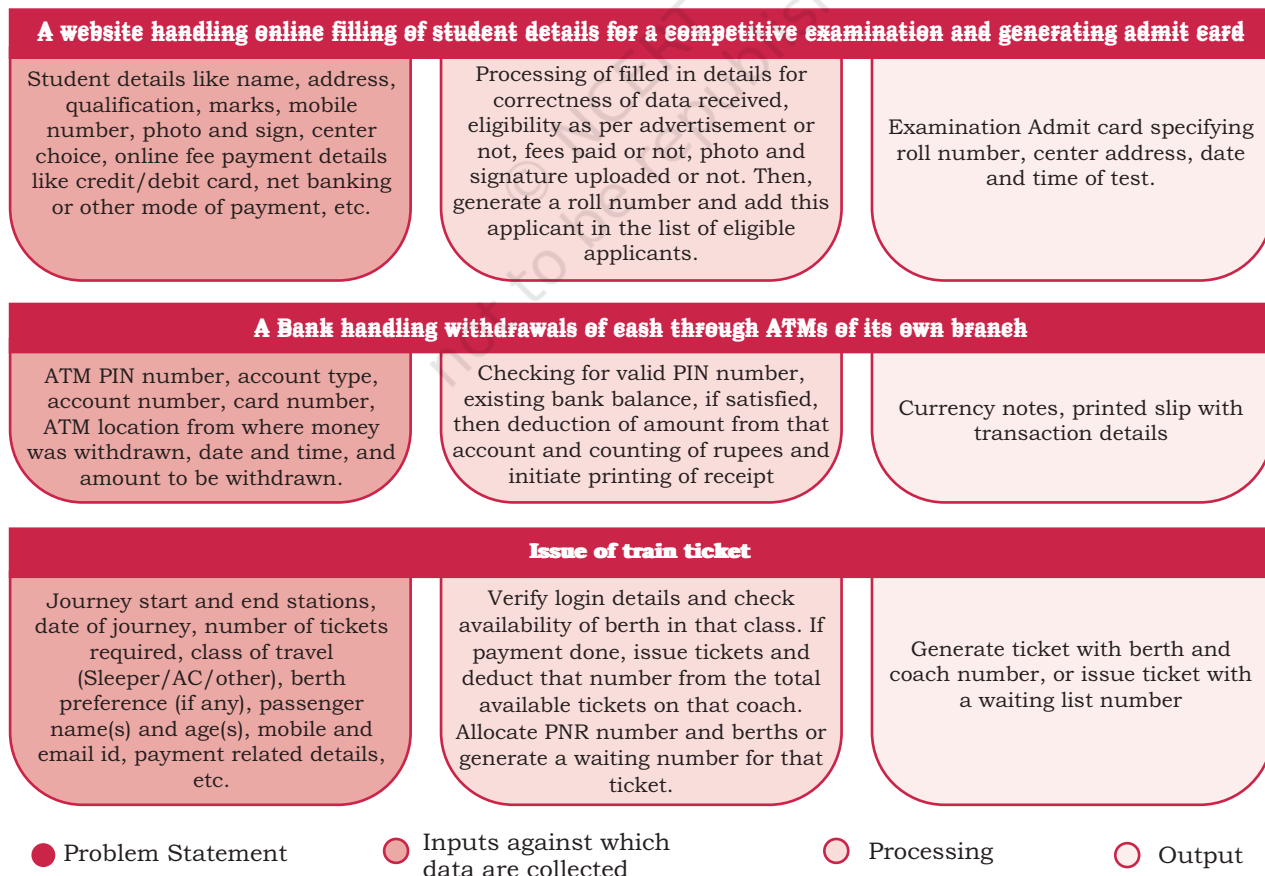 A website handling online filling of student details for a competitive examination and generating admit card
Student details like name, address,
qualification, marks, mobile
number, photo and sign, center
choice, online fee payment details
like credit/debit card, net banking
or other mode of payment, etc.
Processing of filled in details for
correctness of data received,
eligibility as per advertisement or
not, fees paid or not, photo and
signature uploaded or not. Then,
generate a roll number and add this
applicant in the list of eligible
applicants.
Examination Admit card specifying
roll number, center address, date
and time of test.
A Bank handling withdrawals of cash through ATMs of its own branch
ATM PIN number, account type,
account number, card number,
ATM location from where money
was withdrawn, date and time, and
amount to be withdrawn.
Checking for valid PIN number,
existing bank balance, if satisfied,
then deduction of amount from that
account and counting of rupees and
initiate printing of receipt
Currency notes, printed slip with
transaction details
Issue of train ticket
Journey start and end stations,
date of journey, number of tickets
required, class of travel
(Sleeper/AC/other), berth
preference (if any), passenger
name(s) and age(s), mobile and
email id, payment related details,
etc.
Verify login details and check
availability of berth in that class. If
payment done, issue tickets and
deduct that number from the total
available tickets on that coach.
Allocate PNR number and berths or
generate a waiting number for that
ticket.
Generate ticket with berth and
coach number, or issue ticket with
a waiting list number
Problem Statement
Inputs against which
data are collected
Processing
Output
© NCERT
not to be republish